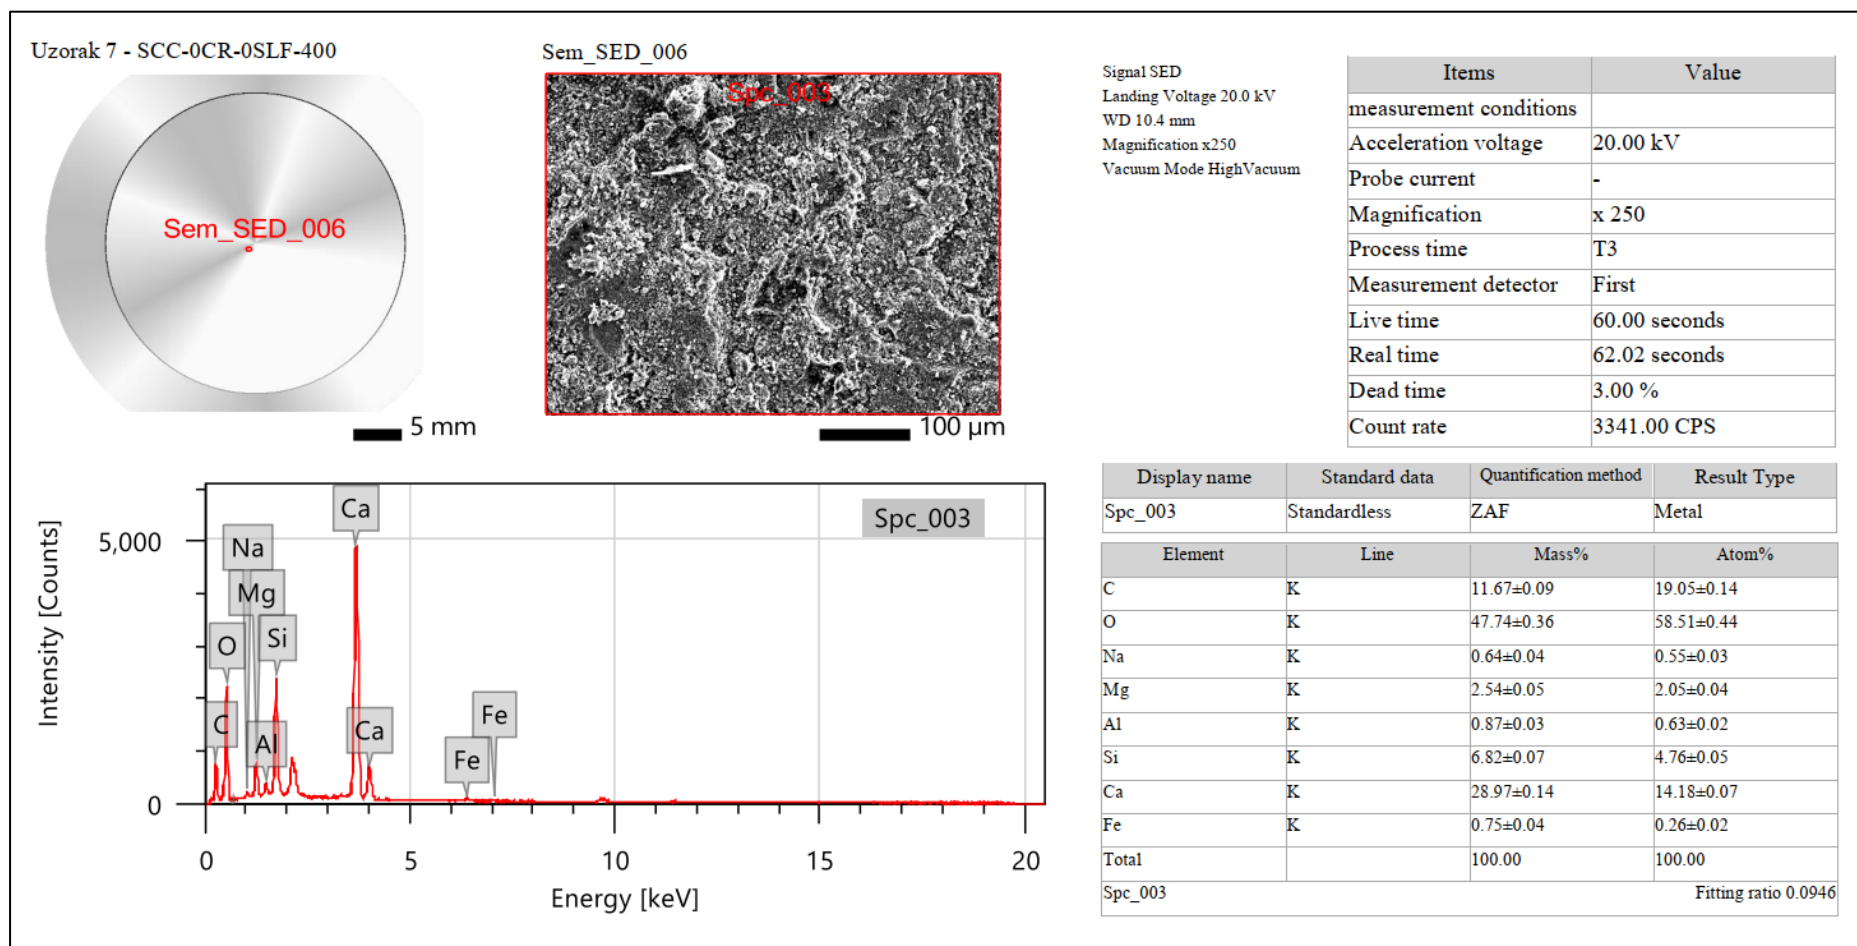 Uzorak 7 - SCC-0CR-0SLF-400
Sem_SED_006
5 mm
Sem_SED_006
Spc_003
100 µm
Signal SED
Landing Voltage 20.0 kV
WD 10.4 mm
Magnification x250
Vacuum Mode HighVacuum
Items Value
measurement conditions
Acceleration voltage 20.00 kV
Probe current -
Magnification x 250
Process time T3
Measurement detector First
Live time 60.00 seconds
Real time 62.02 seconds
Dead time 3.00 %
Count rate 3341.00 CPS
Intensity [Counts]
5,000
0
Spc_003
Ca
Na
Mg
O
Si
C
Al
Ca
Fe
Fe
0 5 10 15 20
Energy [keV]
Display name Standard data Quantification method Result Type
Spc_003 Standardless ZAF Metal
Element Line Mass% Atom%
C K 11.67±0.09 19.05±0.14
O K 47.74±0.36 58.51±0.44
Na K 0.64±0.04 0.55±0.03
Mg K 2.54±0.05 2.05±0.04
Al K 0.87±0.03 0.63±0.02
Si K 6.82±0.07 4.76±0.05
Ca K 28.97±0.14 14.18±0.07
Fe K 0.75±0.04 0.26±0.02
Total 100.00 100.00
Spc_003 Fitting ratio 0.0946